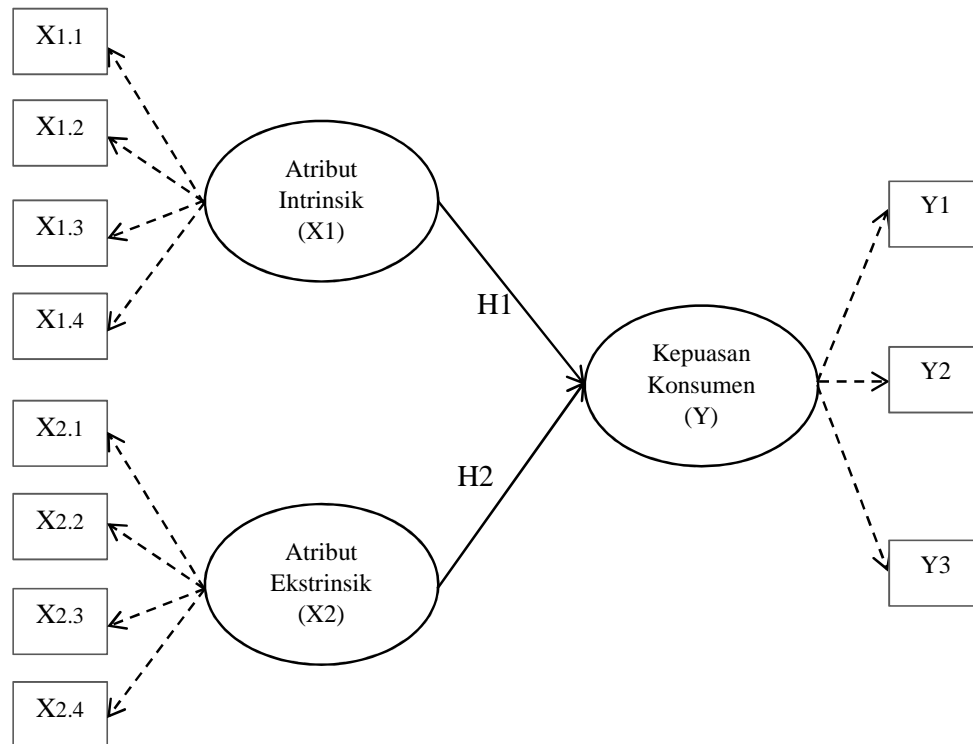 X1.1
X1.2
X1.3
X1.4
Atribut
Intrinsik
(X1)
H1
X2.1
X2.2
X2.3
X2.4
Atribut
Ekstrinsik
(X2)
H2
Kepuasan
Konsumen
(Y)
Y1
Y2
Y3